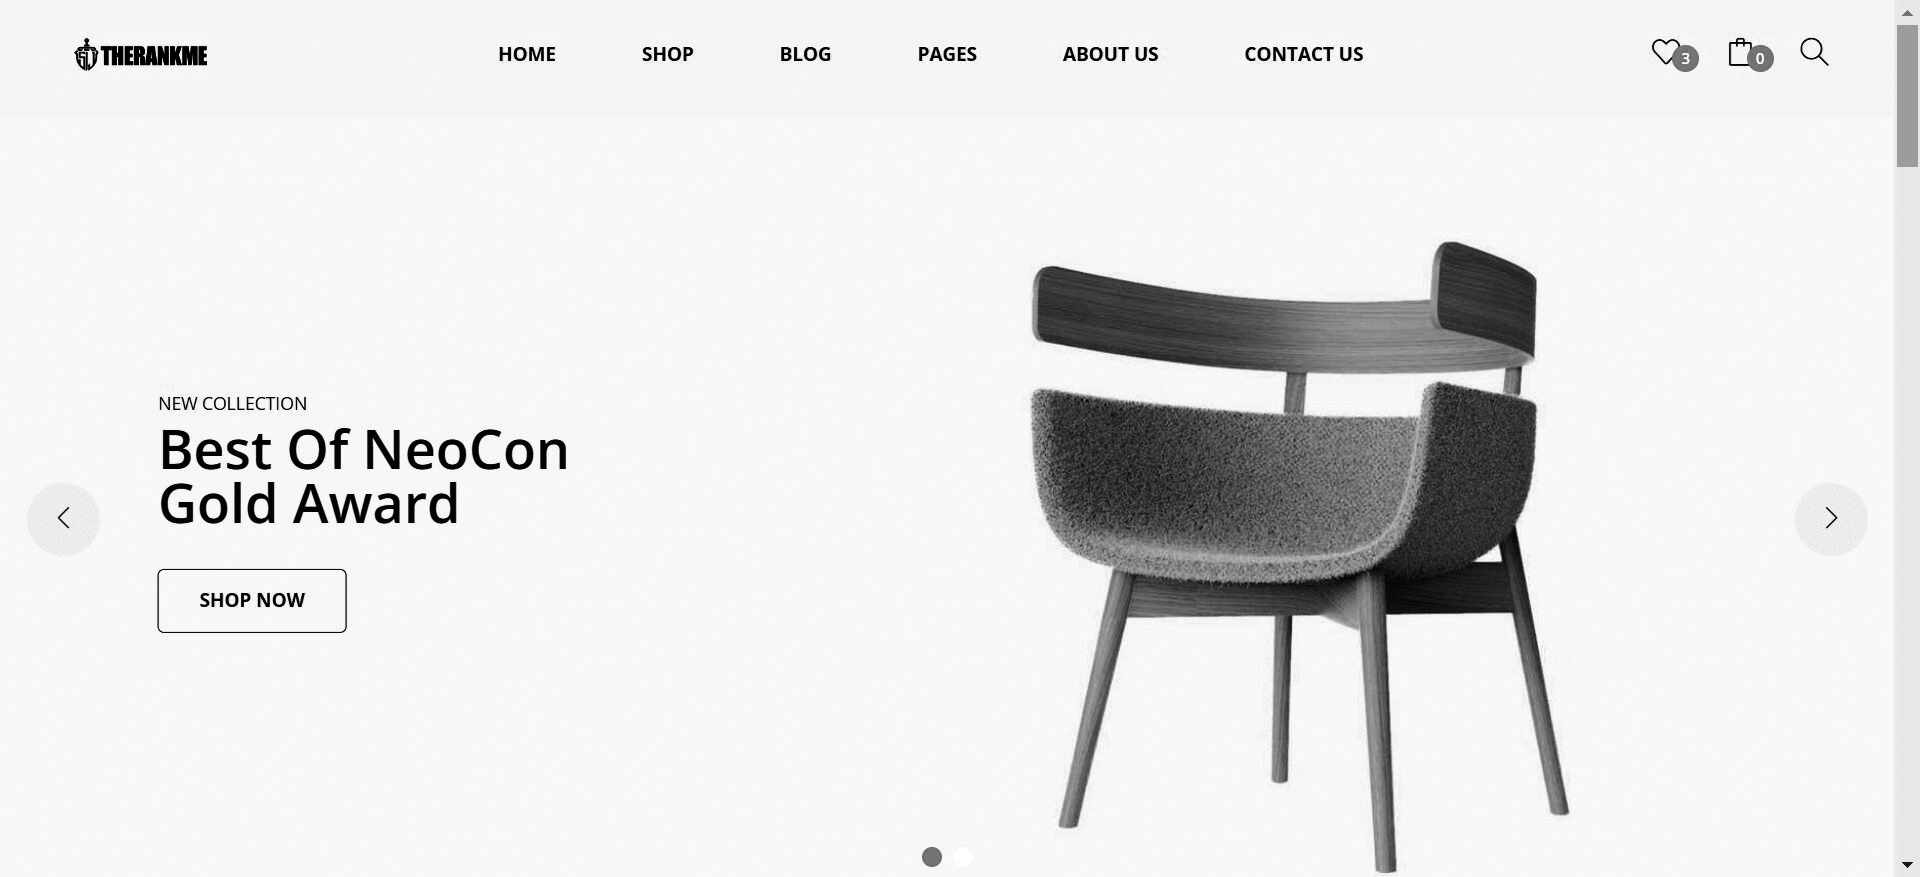 THERANKME
HOME SHOP BLOG PAGES ABOUT US CONTACT US
3 0
NEW COLLECTION
Best Of NeoCon
Gold Award
SHOP NOW